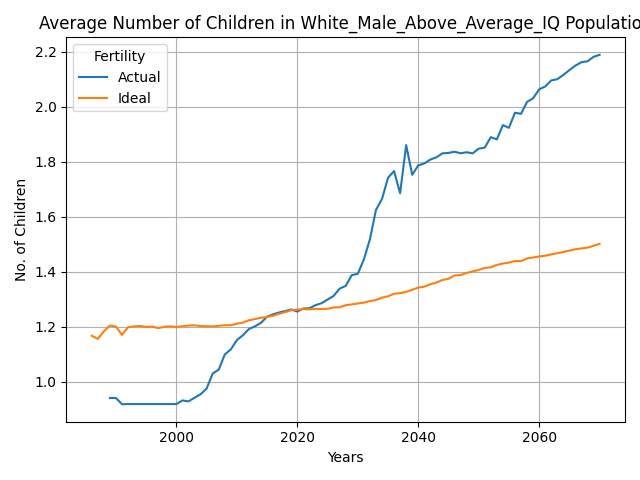 Average Number of Children in White_Male_Above_Average_IQ Populatio
Fertility
Actual
Ideal
No. of Children
2.2
2.0
1.8
1.6
1.4
1.2
1.0
2000 2020 2040 2060
Years